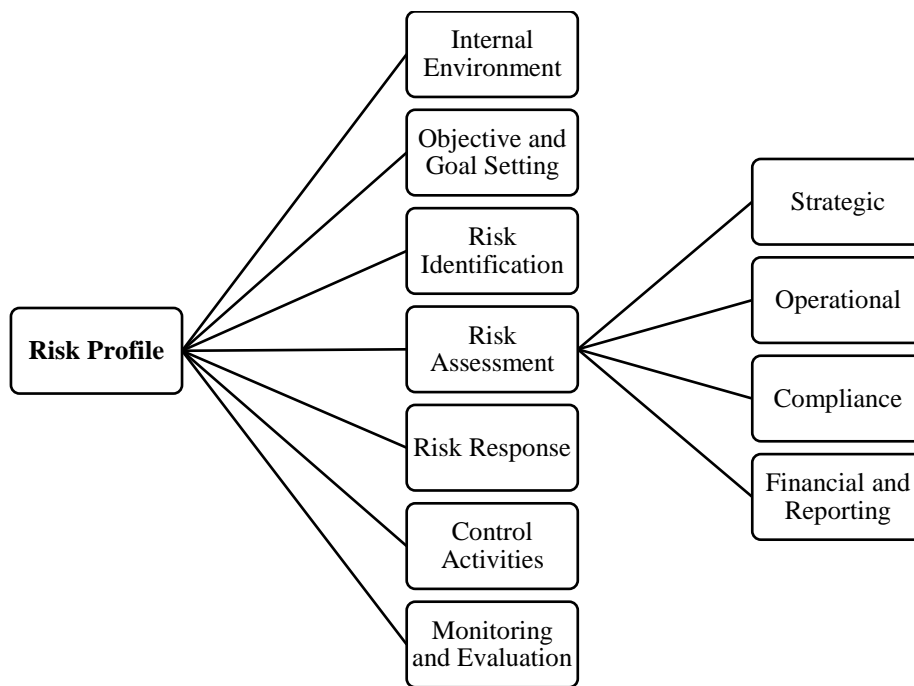 Risk Profile
Internal
Environment
Objective and
Goal Setting
Risk
Identification
Risk
Assessment
Risk Response
Control
Activities
Monitoring
and Evaluation
Strategic
Operational
Compliance
Financial and
Reporting